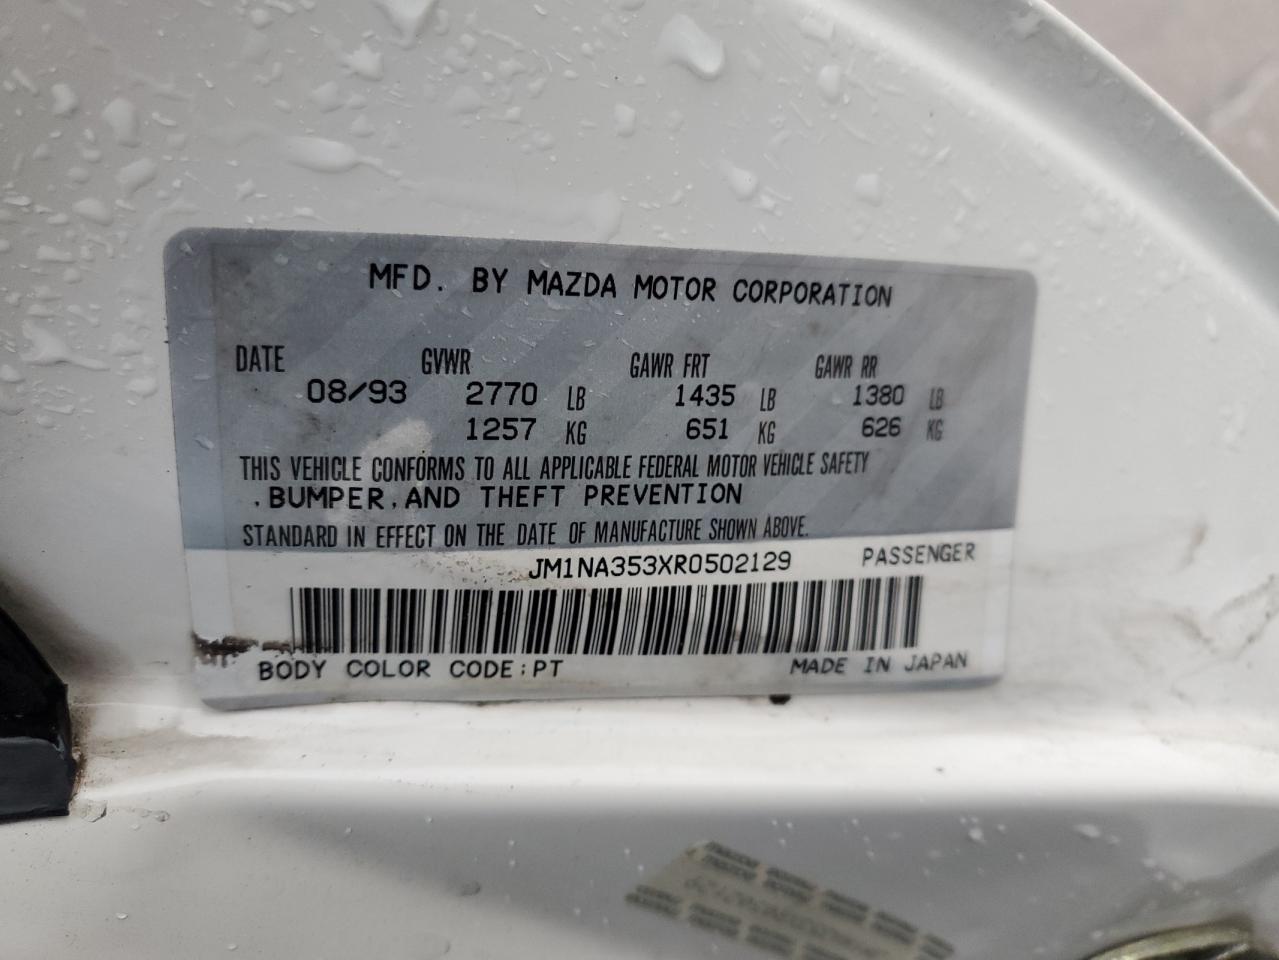 MFD. BY MAZDA MOTOR CORPORATION
DATE GVWR GAWR FRT GAWR RR
08/93 2770 LB 1435 LB 1380 LB
1257 KG 651 KG 626 KG
THIS VEHICLE CONFORMS TO ALL APPLICABLE FEDERAL MOTOR VEHICLE SAFETY
, BUMPER, AND THEFT PREVENTION
STANDARD IN EFFECT ON THE DATE OF MANUFACTURE SHOWN ABOVE.
JM1NA353XR0502129 PASSENGER
BODY COLOR CODE: PT MADE IN JAPAN